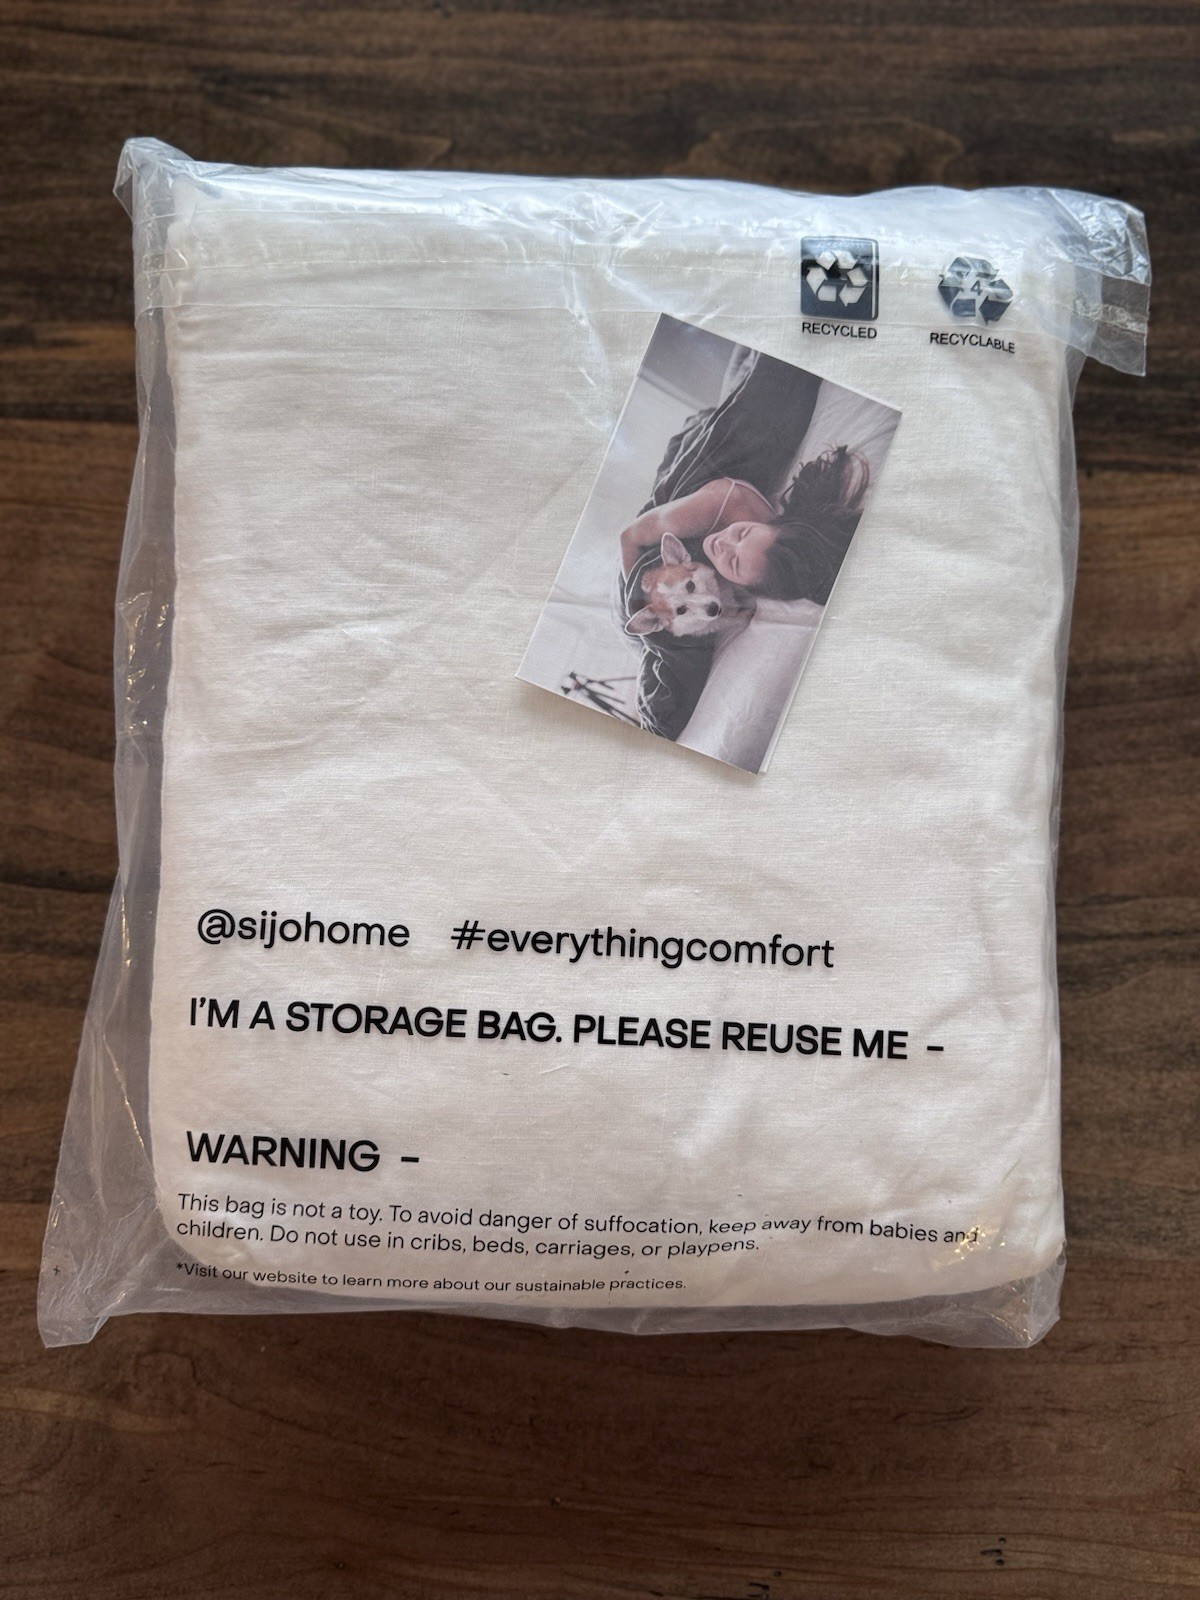 RECYCLED
4
RECYCLABLE
@sijohome #everythingcomfort
I'M A STORAGE BAG. PLEASE REUSE ME –
WARNING –
This bag is not a toy. To avoid danger of suffocation, keep away from babies and
children. Do not use in cribs, beds, carriages, or playpens.
*Visit our website to learn more about our sustainable practices.